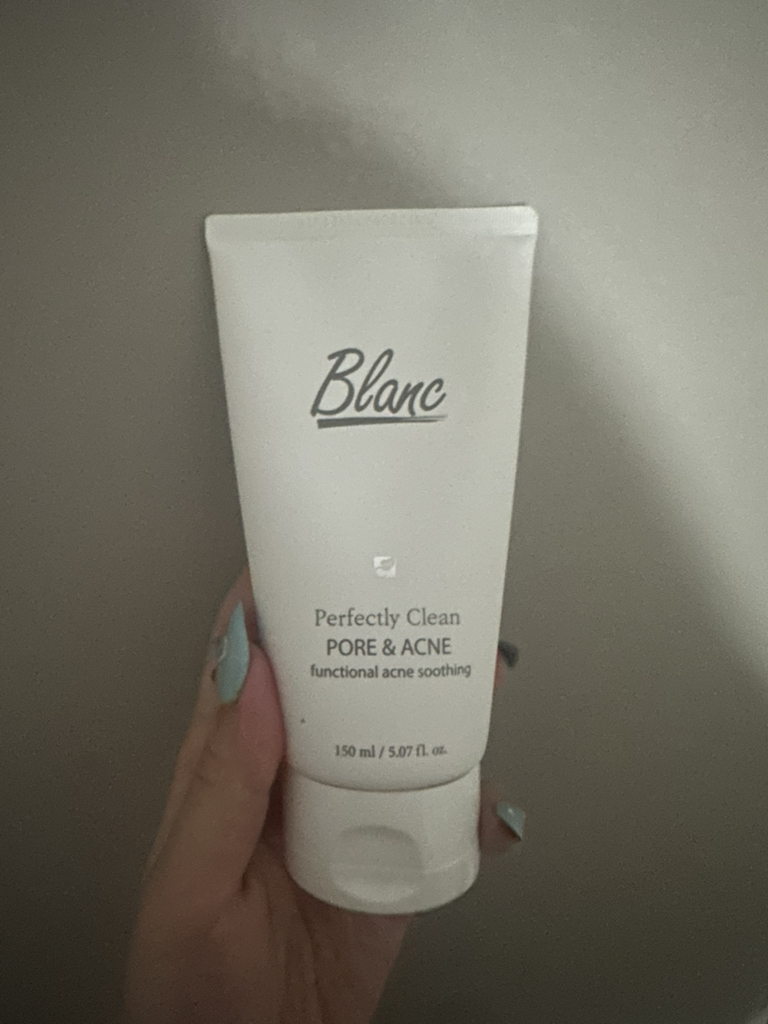 Blanc
Perfectly Clean
PORE & ACNE
functional acne soothing
150 ml / 5.07 fl. oz.